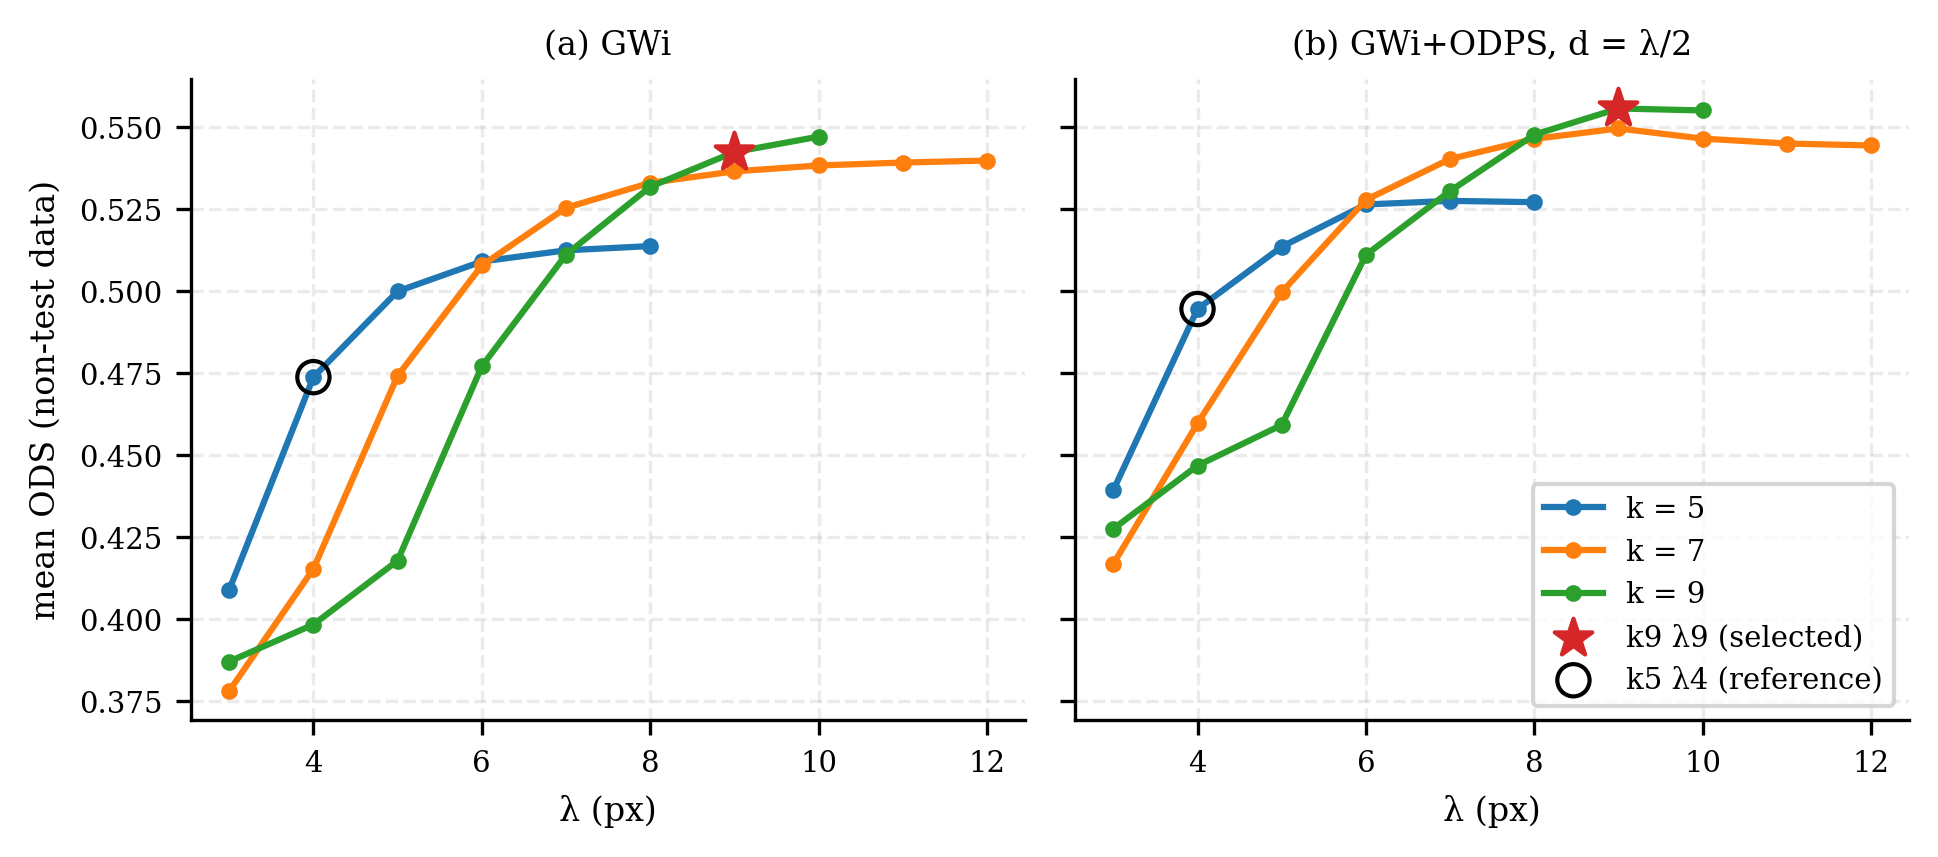 (a) GWi
(b) GWi+ODPS, d = λ/2
mean ODS (non-test data)
0.550
0.525
0.500
0.475
0.450
0.425
0.400
0.375
4 6 8 10 12
4 6 8 10 12
λ (px)
λ (px)
k = 5
k = 7
k = 9
k9 λ9 (selected)
k5 λ4 (reference)